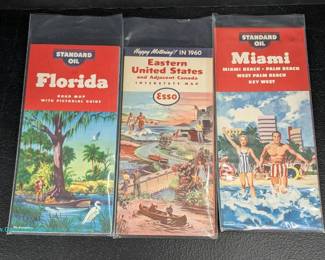 STANDARD
OIL
Florida
ROAD MAP
WITH PICTORIAL GUIDE
Happy Motoring! IN 1960
Eastern
United States
and Adjacent Canada
INTERSTATE MAP
Esso
STANDARD
OIL
Miami
MIAMI BEACH • PALM BEACH
WEST PALM BEACH
KEY WEST